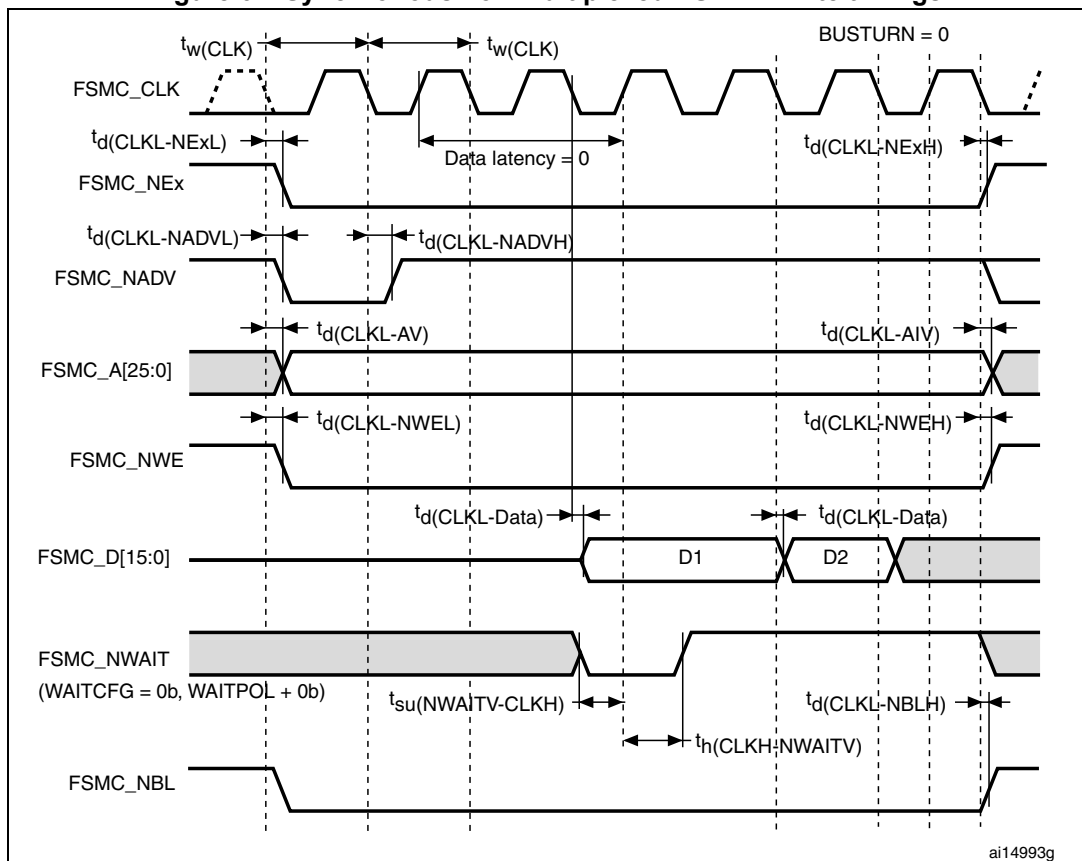 tw(CLK)
tw(CLK)
BUSTURN = 0
FSMC_CLK
td(CLKL-NExL)
Data latency = 0
td(CLKL-NExH)
FSMC_NEx
td(CLKL-NADVL)
td(CLKL-NADVH)
FSMC_NADV
td(CLKL-AV)
td(CLKL-AIV)
FSMC_A[25:0]
td(CLKL-NWEL)
td(CLKL-NWEH)
FSMC_NWE
td(CLKL-Data)
td(CLKL-Data)
FSMC_D[15:0]
D1
D2
FSMC_NWAIT
(WAITCFG = 0b, WAITPOL + 0b)
tsu(NWAITV-CLKH)
td(CLKL-NBLH)
th(CLKH-NWAITV)
FSMC_NBL
ai14993g